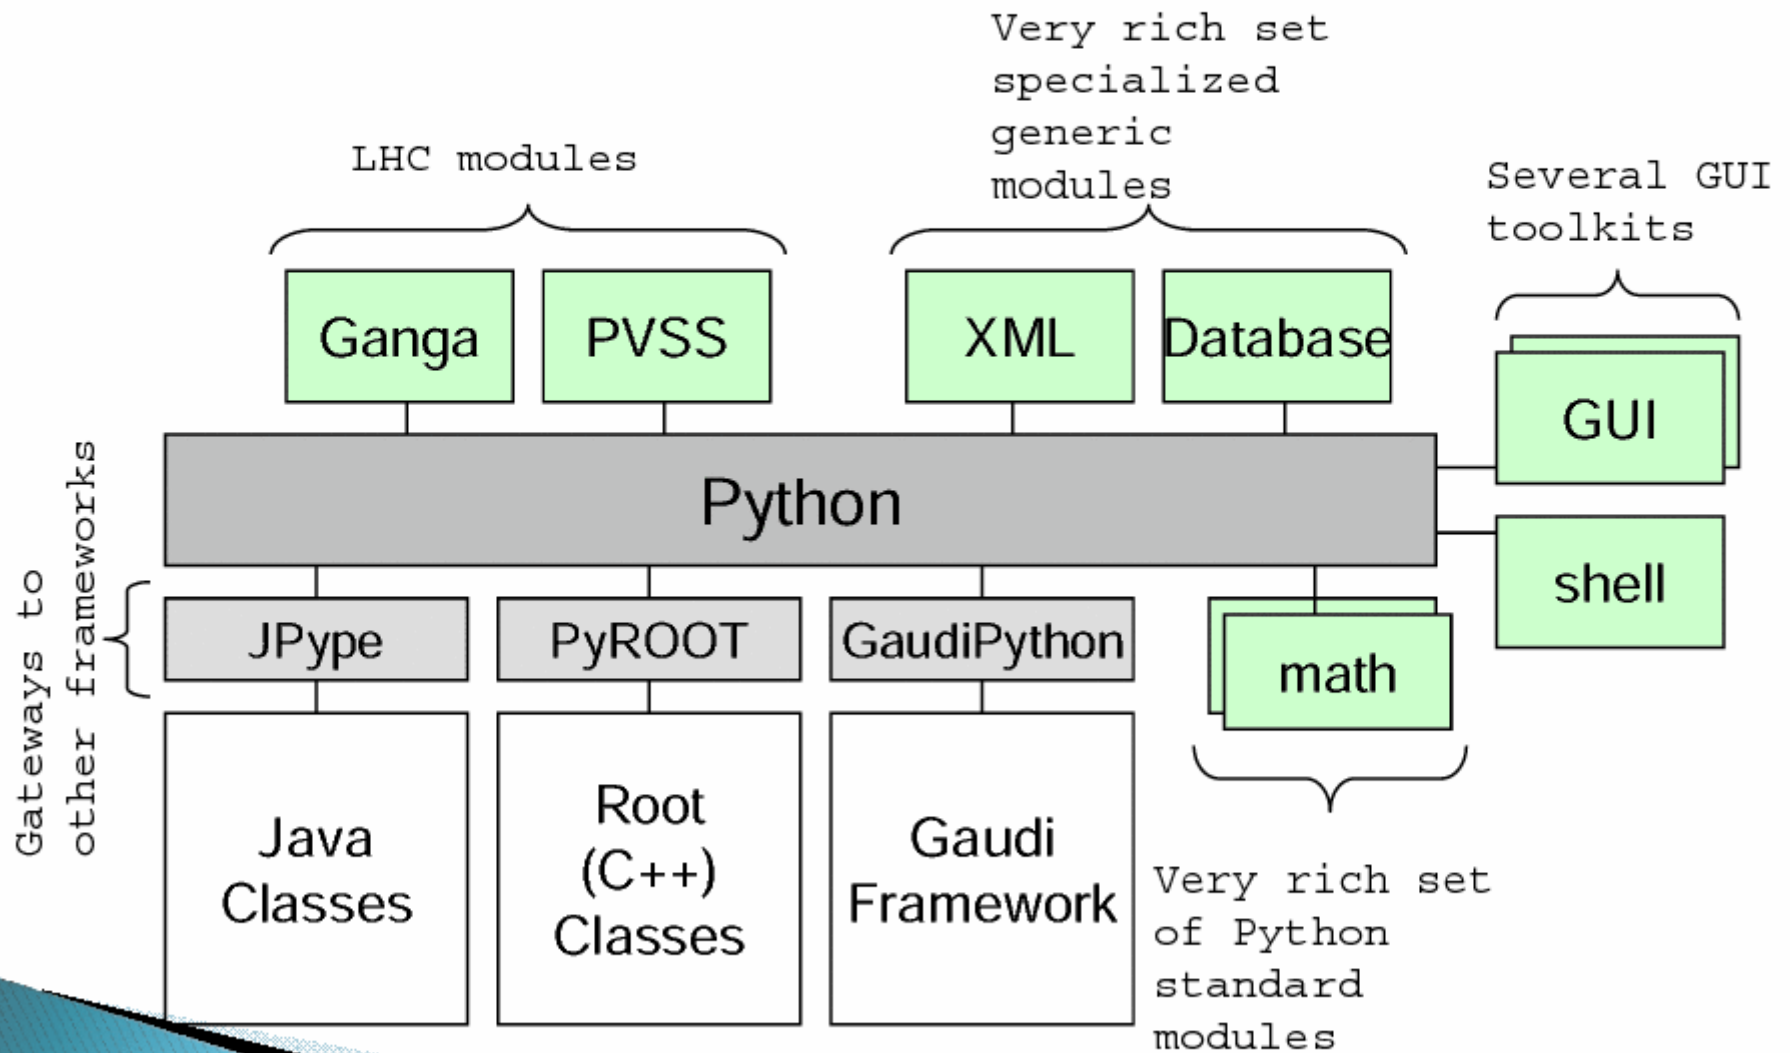 Very rich set
specialized
generic
modules
LHC modules
Several GUI
toolkits
Ganga
PVSS
XML
Database
GUI
Python
shell
Gateways to
other frameworks
JPype
PyROOT
GaudiPython
math
Java
Classes
Root
(C++)
Classes
Gaudi
Framework
Very rich set
of Python
standard
modules